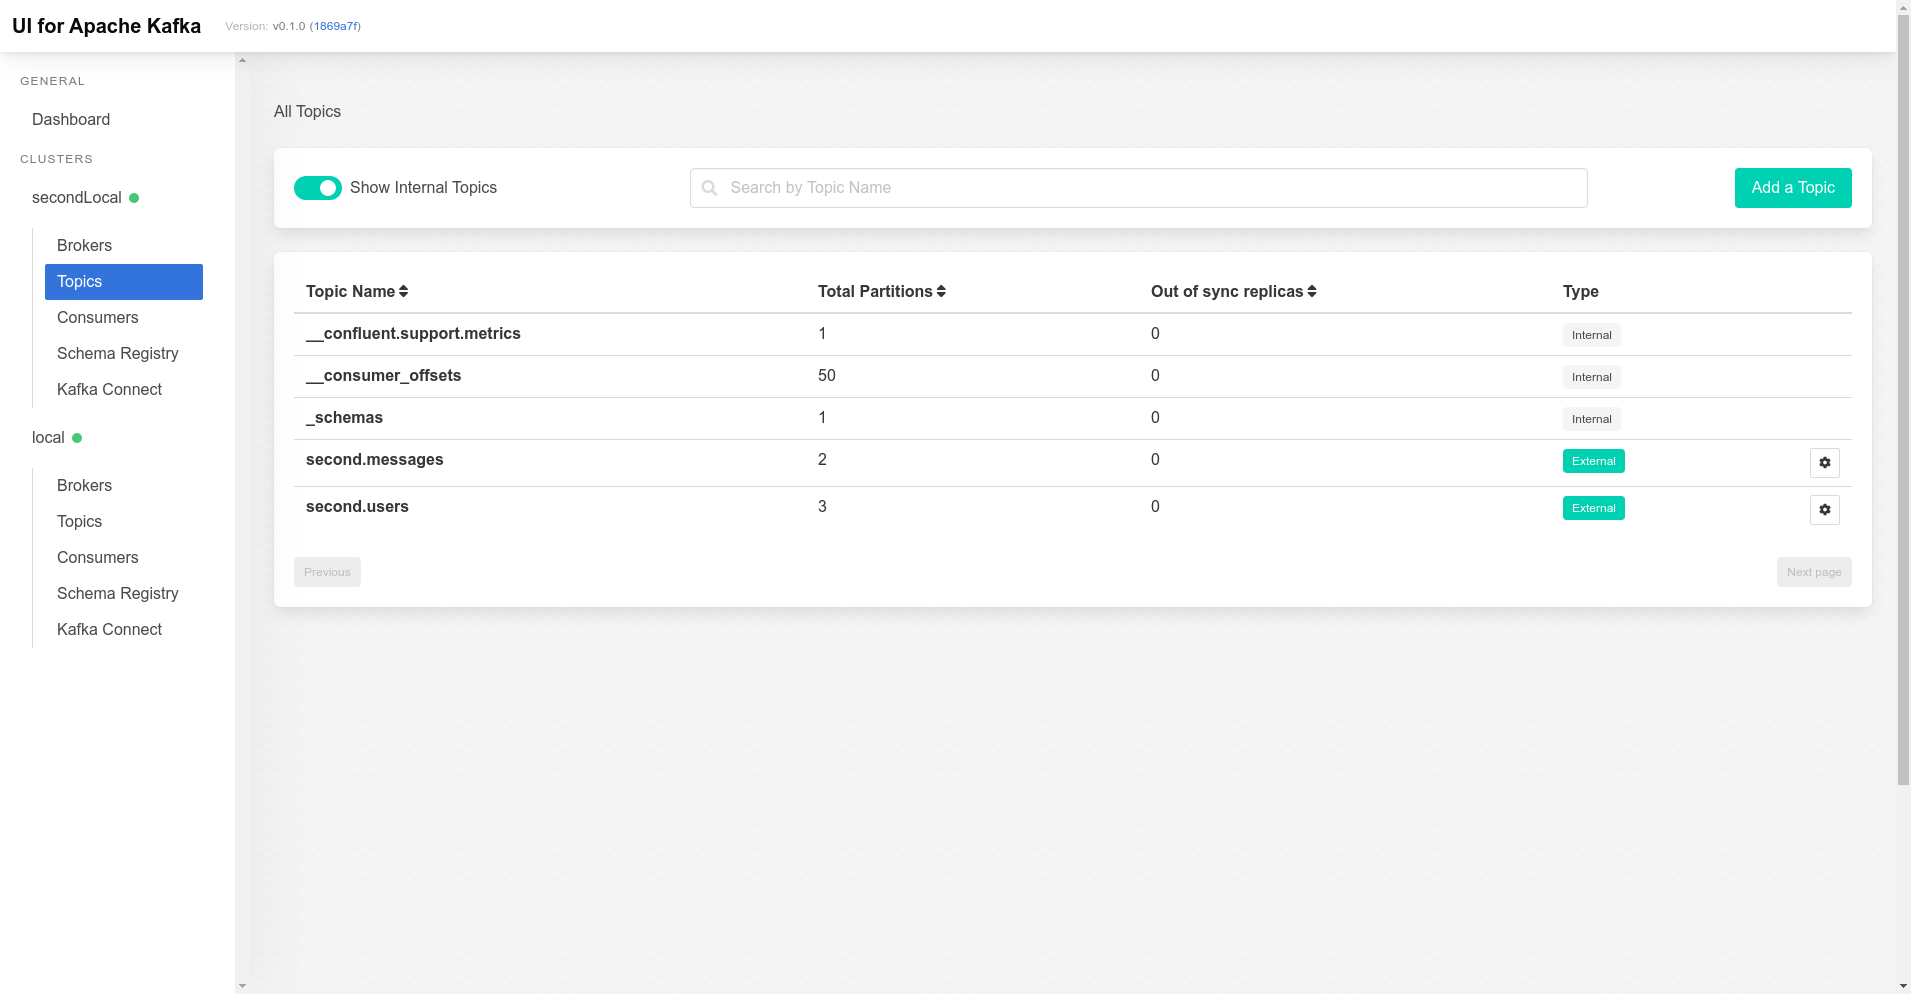 UI for Apache Kafka Version: v0.1.0 (1869a7f)
GENERAL
Dashboard
CLUSTERS
secondLocal
Brokers
Topics
Consumers
Schema Registry
Kafka Connect
local
Brokers
Topics
Consumers
Schema Registry
Kafka Connect
All Topics
Show Internal Topics Search by Topic Name Add a Topic
Topic Name Total Partitions Out of sync replicas Type
__confluent.support.metrics 1 0 Internal
__consumer_offsets 50 0 Internal
_schemas 1 0 Internal
second.messages 2 0 External
second.users 3 0 External
Previous Next page